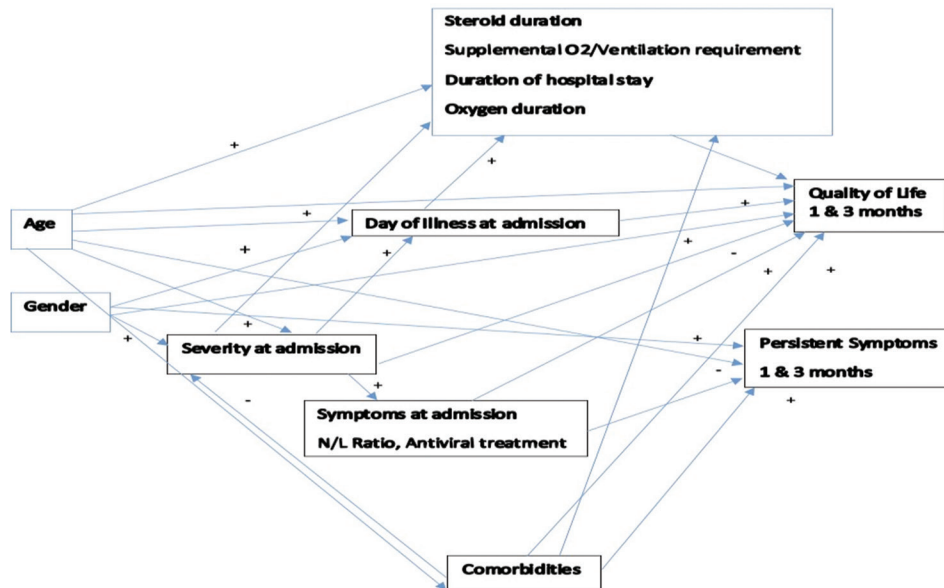 Steroid duration
Supplemental O2/Ventilation requirement
Duration of hospital stay
Oxygen duration
+
+
Quality of Life
1 & 3 months
Age
+
Day of Illness at admission
+
+
+
+
-
+
+
Gender
+
+
Severity at admission
+
Persistent Symptoms
1 & 3 months
-
+
-
+
Symptoms at admission
N/L Ratio, Antiviral treatment
Comorbidities